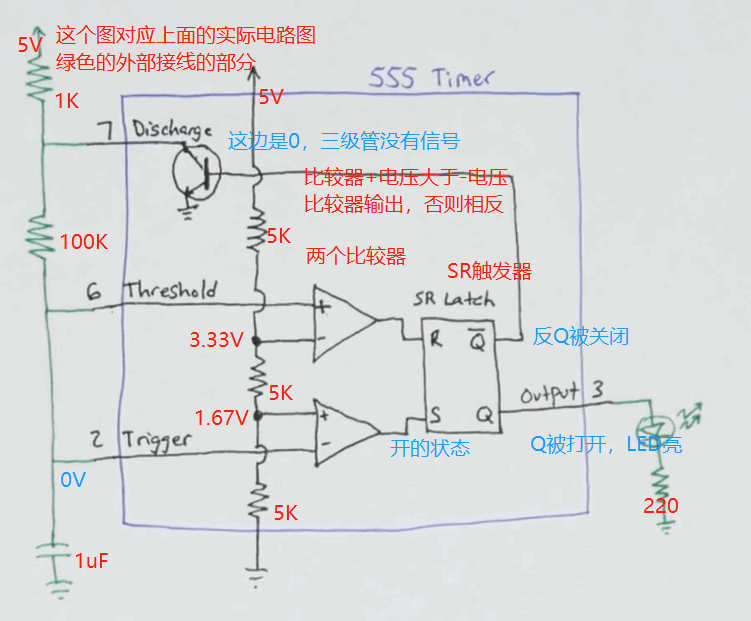 5V
这个图对应上面的实际电路图
绿色的外部接线的部分
555 Timer
5V
1K
7 Discharge
这边是0，三级管没有信号
比较器+电压大于-电压
比较器输出，否则相反
5K
100K
两个比较器
SR触发器
6 Threshold
SR Latch
+
3.33V
-
R
Q̅
反Q被关闭
5K
Output 3
1.67V
+
S
Q
2 Trigger
-
开的状态
Q被打开，LED亮
0V
5K
220
1uF